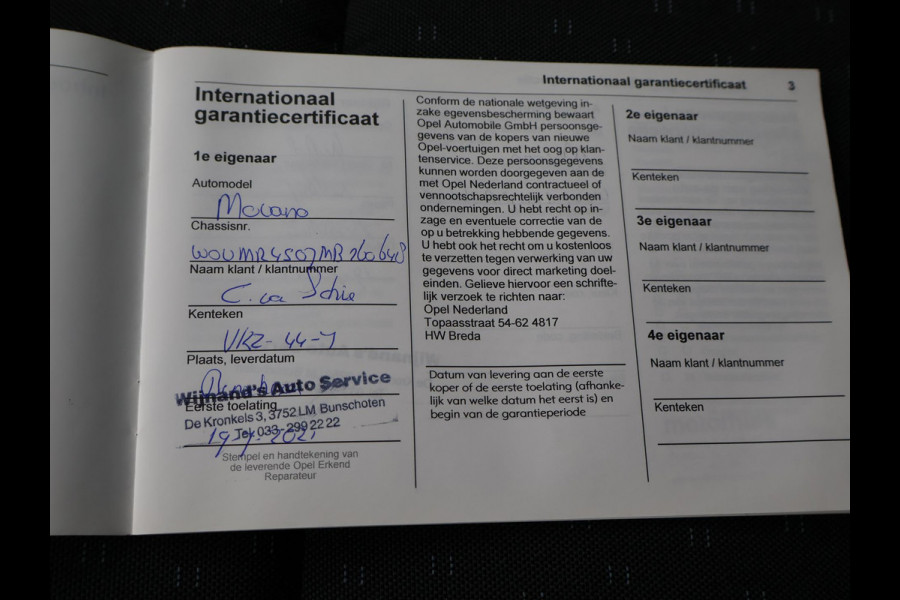 Internationaal garantiecertificaat 3
Internationaal
garantiecertificaat
1e eigenaar
Automodel
Chassisnr.
Naam klant / klantnummer
Kenteken
Plaats, leverdatum
Wijnand's Auto Service
Eerste toelating
De Kronkels 3, 3752 LM Bunschoten
Tel 033-299 22 22
2021
Stempel en handtekening van
de leverende Opel Erkend
Reparateur
Conform de nationale wetgeving in-
zake egevensbescherming bewaart
Opel Automobile GmbH persoonsge-
gevens van de kopers van nieuwe
Opel-voertuigen met het oog op klan-
tenservice. Deze persoonsgegevens
kunnen worden doorgegeven aan de
met Opel Nederland contractueel of
vennootschapsrechtelijk verbonden
ondernemingen. U hebt recht op in-
zage en eventuele correctie van de
op u betrekking hebbende gegevens.
U hebt ook het recht om u kostenloos
te verzetten tegen verwerking van uw
gegevens voor direct marketing doel-
einden. Gelieve hiervoor een schrifte-
lijk verzoek te richten naar:
Opel Nederland
Topaasstraat 54-62 4817
HW Breda
Datum van levering aan de eerste
koper of de eerste toelating (afhanke-
lijk van welke datum het eerst is) en
begin van de garantieperiode
2e eigenaar
Naam klant / klantnummer
Kenteken
3e eigenaar
Naam klant / klantnummer
Kenteken
4e eigenaar
Naam klant / klantnummer
Kenteken